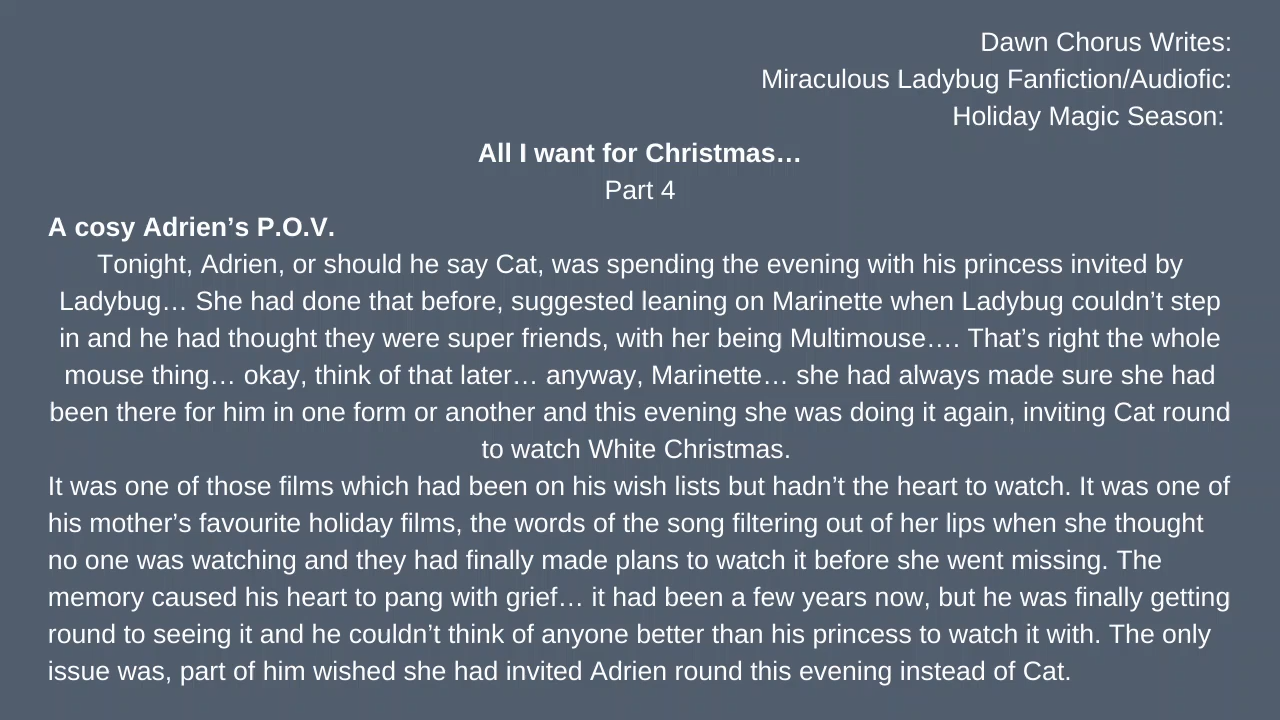 Dawn Chorus Writes:
Miraculous Ladybug Fanfiction/Audiofic:
Holiday Magic Season:
All I want for Christmas…
Part 4
A cosy Adrien’s P.O.V.
Tonight, Adrien, or should he say Cat, was spending the evening with his princess invited by
Ladybug… She had done that before, suggested leaning on Marinette when Ladybug couldn’t step
in and he had thought they were super friends, with her being Multimouse…. That’s right the whole
mouse thing… okay, think of that later… anyway, Marinette… she had always made sure she had
been there for him in one form or another and this evening she was doing it again, inviting Cat round
to watch White Christmas.
It was one of those films which had been on his wish lists but hadn’t the heart to watch. It was one of
his mother’s favourite holiday films, the words of the song filtering out of her lips when she thought
no one was watching and they had finally made plans to watch it before she went missing. The
memory caused his heart to pang with grief… it had been a few years now, but he was finally getting
round to seeing it and he couldn’t think of anyone better than his princess to watch it with. The only
issue was, part of him wished she had invited Adrien round this evening instead of Cat.